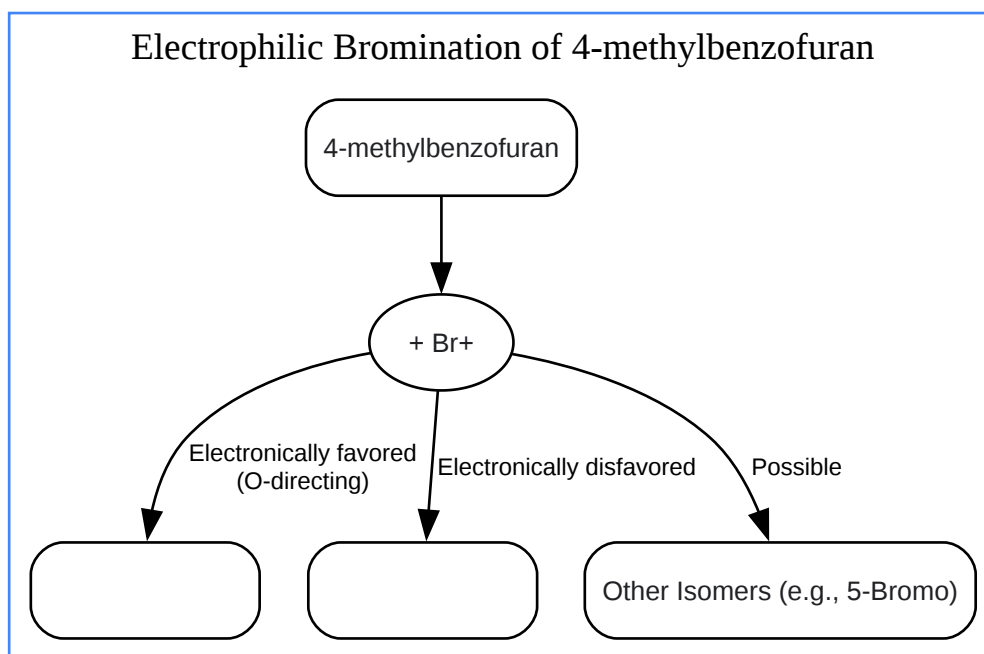 Electrophilic Bromination of 4-methylbenzofuran
4-methylbenzofuran
+ Br+
Electronically favored
(O-directing)
Electronically disfavored
Possible
Other Isomers (e.g., 5-Bromo)